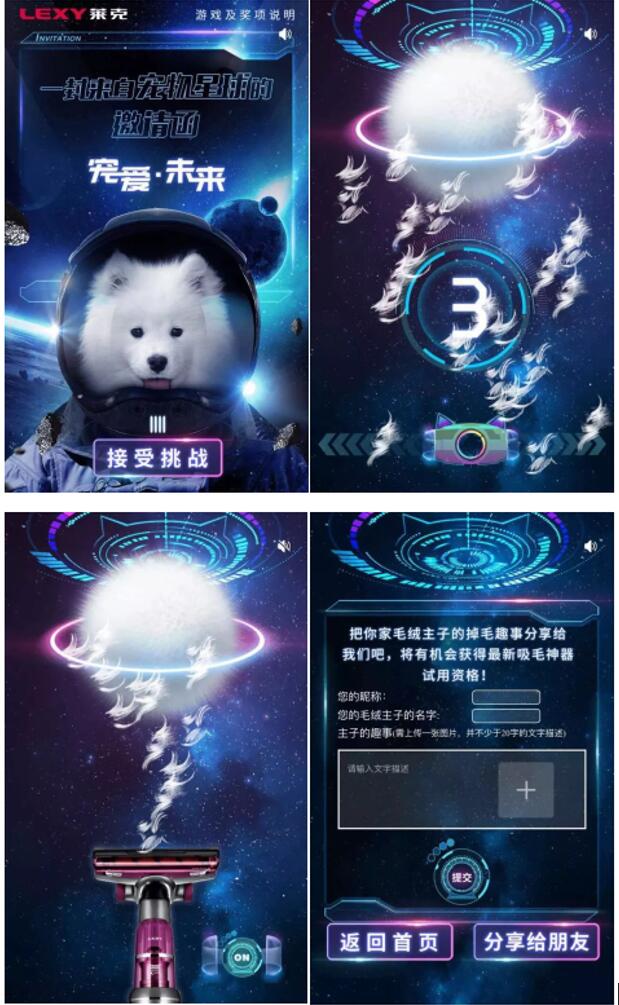 LEXY莱克
游戏及奖项说明
INVITATION
一封来自宠物星球的
邀请函
宠爱·未来
接受挑战
3
LEXY
ON
把你家毛绒主子的掉毛趣事分享给
我们吧，将有机会获得最新吸毛神器
试用资格！
您的昵称：
您的毛绒主子的名字:
主子的趣事(需上传一张图片，并不少于20字的文字描述)
请输入文字描述
+
提交
返回首页
分享给朋友